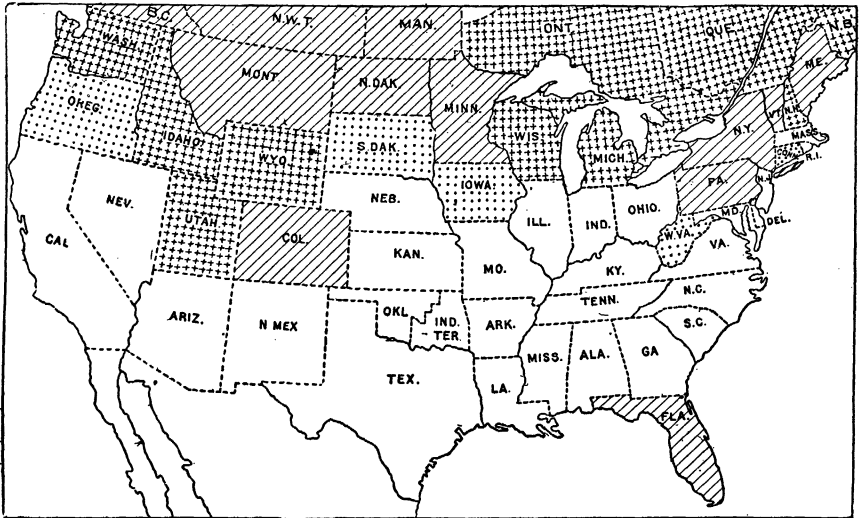 B.C.
N.W.T.
MAN.
ONT.
QUE.
N.B.
WASH.
MONT.
N.DAK.
MINN.
ME.
OREG.
IDAHO.
WYO.
S.DAK.
WIS.
MICH.
N.Y.
VT.
N.H.
MASS.
R.I.
NEV.
UTAH
COL.
NEB.
IOWA
ILL.
IND.
OHIO.
PA.
N.J.
MD.
DEL.
W.VA.
VA.
CAL
KAN.
MO.
KY.
ARIZ.
N MEX
OKL
IND.
TER.
ARK.
TENN.
N.C.
S.C.
TEX.
LA.
MISS.
ALA.
GA
FLA.